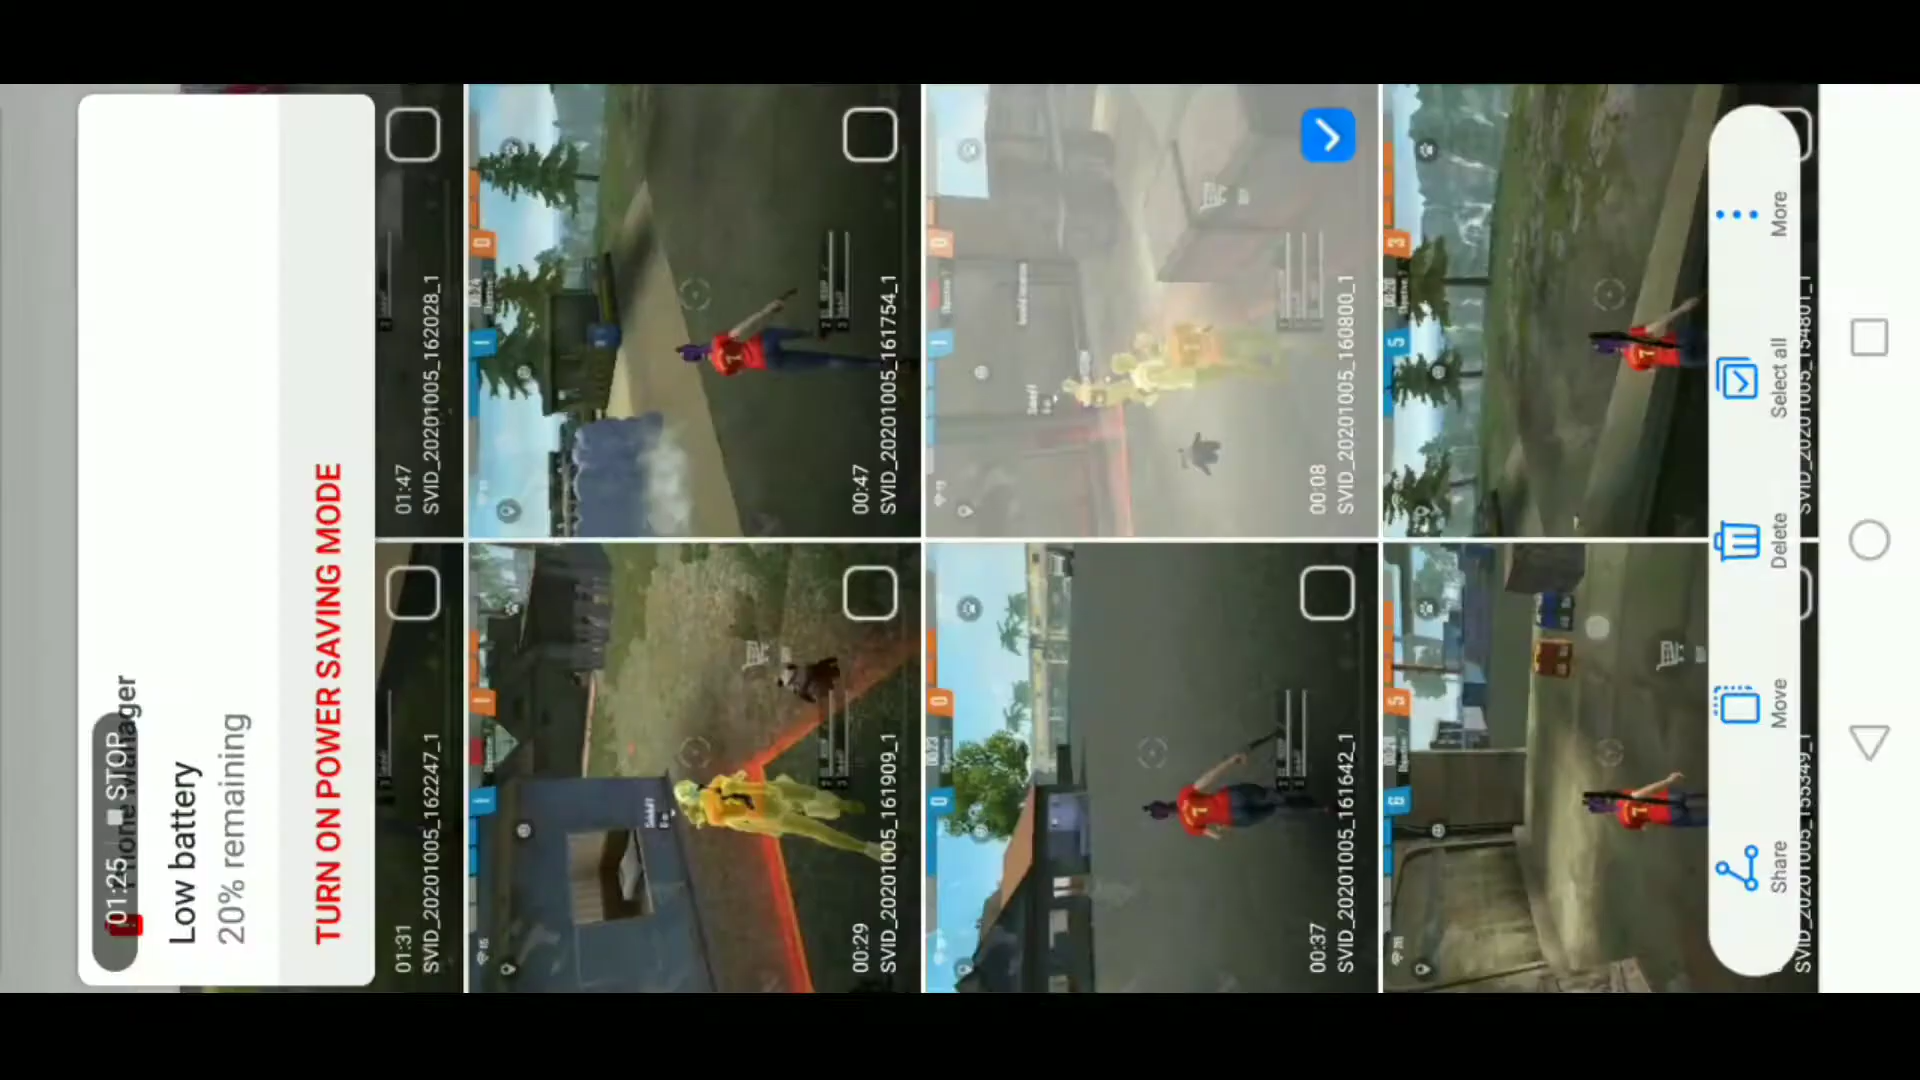 01:25 STOP
Phone Manager
Low battery
20% remaining
TURN ON POWER SAVING MODE
01:31
SVID_20201005_162247_1
01:47
SVID_20201005_162028_1
00:29
SVID_20201005_161909_1
00:47
SVID_20201005_161754_1
00:37
SVID_20201005_161642_1
00:08
SVID_20201005_160800_1
Share
Move
Delete
Select all
More